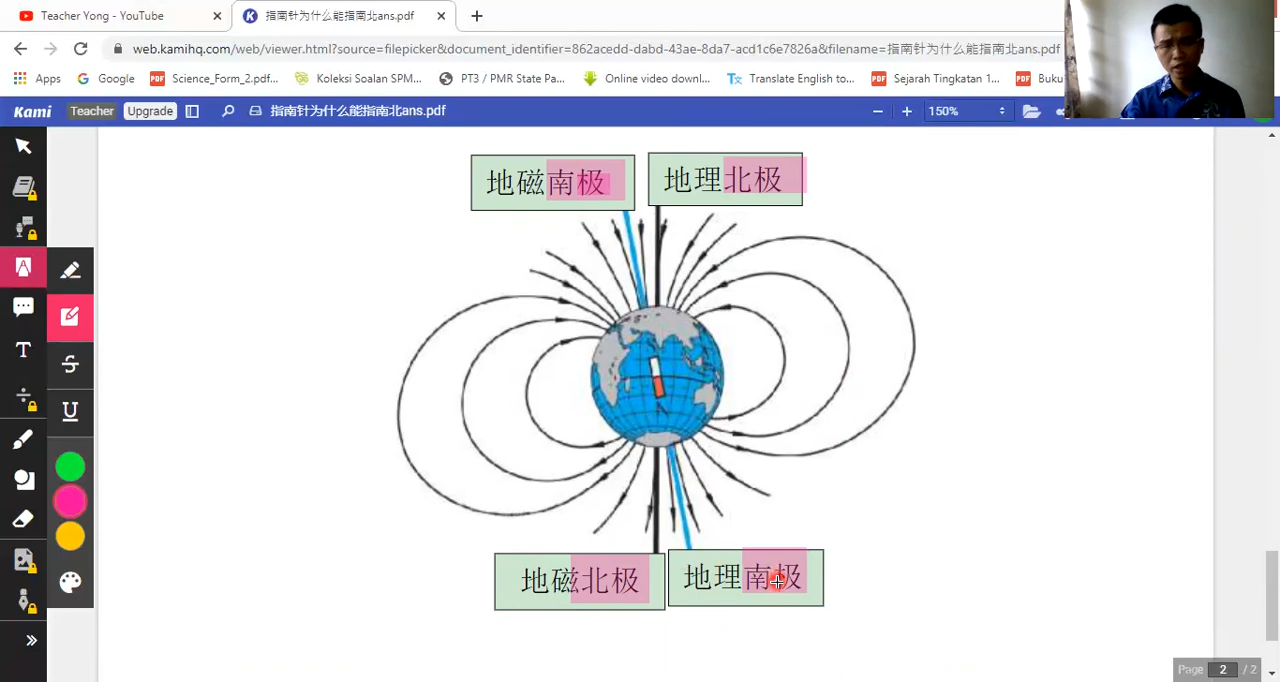 Teacher Yong - YouTube
指南针为什么能指南北ans.pdf
web.kamihq.com/web/viewer.html?source=filepicker&document_identifier=862acedd-dabd-43ae-8da7-acd1c6e7826a&filename=指南针为什么能指南北ans.pdf
Apps Google Science_Form_2.pdf... Koleksi Soalan SPM... PT3 / PMR State Pa... Online video downl... Translate English to... Sejarah Tingkatan 1... Buku
Kami Teacher Upgrade 指南针为什么能指南北ans.pdf 150%
地磁南极 地理北极
地磁北极 地理南极
Page 2 / 2